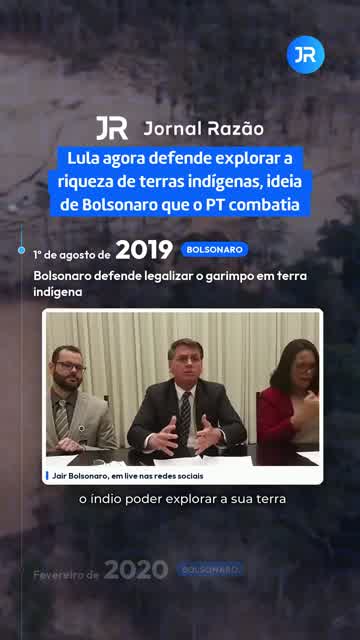 JR
JR Jornal Razão
Lula agora defende explorar a
riqueza de terras indígenas, ideia
de Bolsonaro que o PT combatia
1º de agosto de 2019 BOLSONARO
Bolsonaro defende legalizar o garimpo em terra
indígena
Jair Bolsonaro, em live nas redes sociais
o índio poder explorar a sua terra
Fevereiro de 2020 BOLSONARO